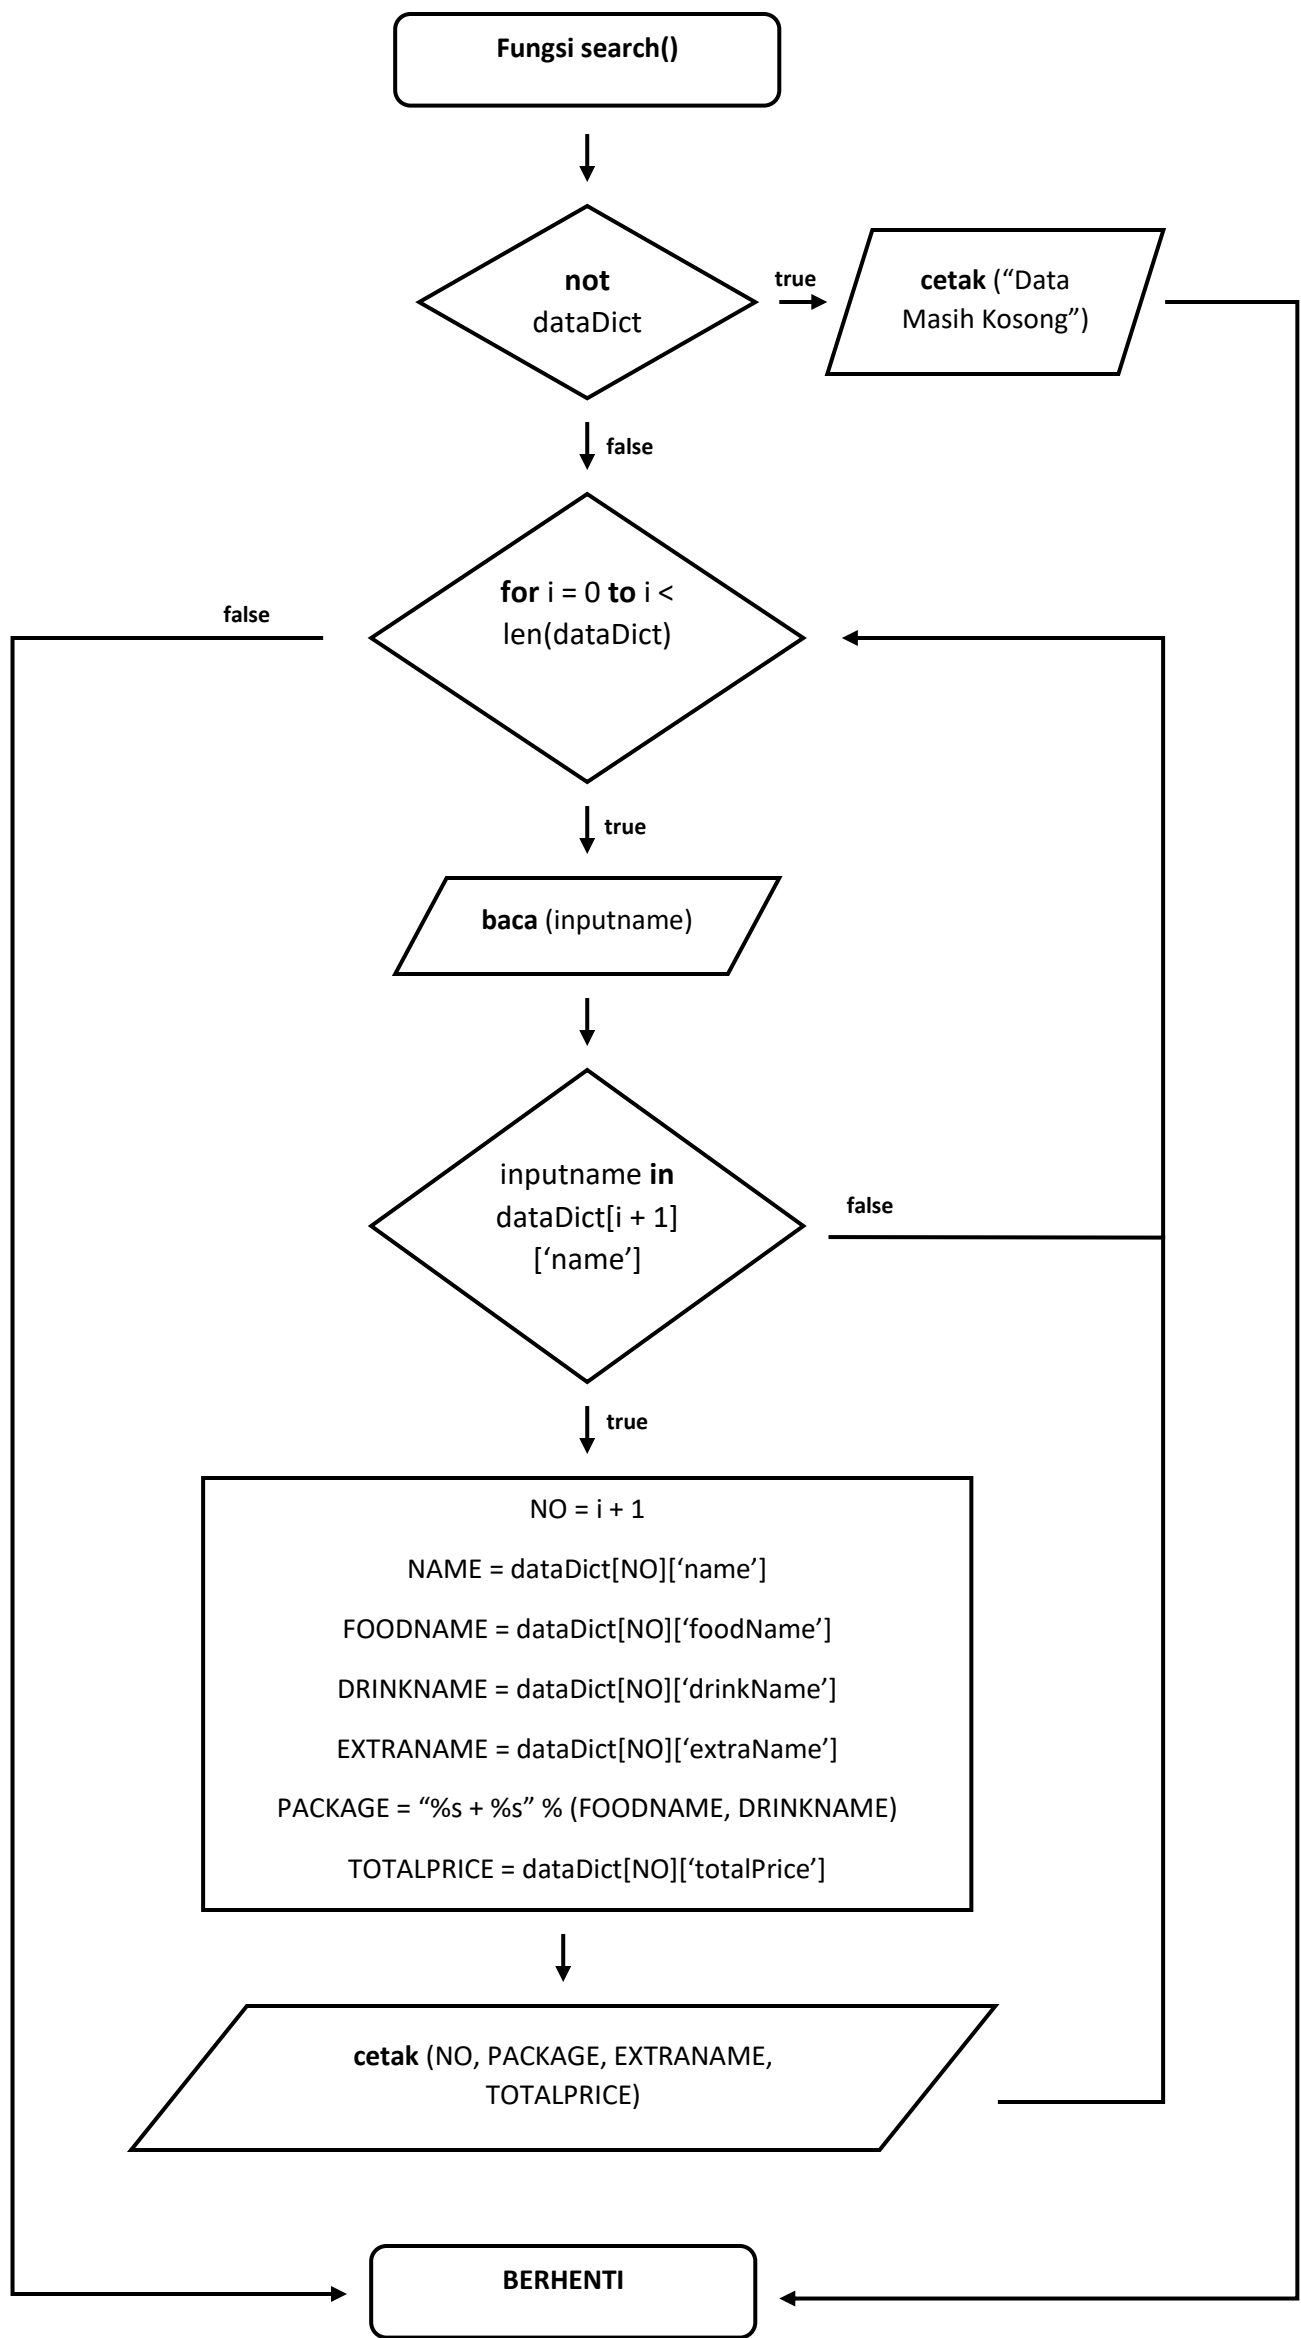 Fungsi search()
not
dataDict
true
cetak (“Data
Masih Kosong”)
false
for i = 0 to i <
len(dataDict)
false
true
baca (inputname)
inputname in
dataDict[i + 1]
[‘name’]
false
true
NO = i + 1
NAME = dataDict[NO][‘name’]
FOODNAME = dataDict[NO][‘foodName’]
DRINKNAME = dataDict[NO][‘drinkName’]
EXTRANAME = dataDict[NO][‘extraName’]
PACKAGE = “%s + %s” % (FOODNAME, DRINKNAME)
TOTALPRICE = dataDict[NO][‘totalPrice’]
cetak (NO, PACKAGE, EXTRANAME,
TOTALPRICE)
BERHENTI